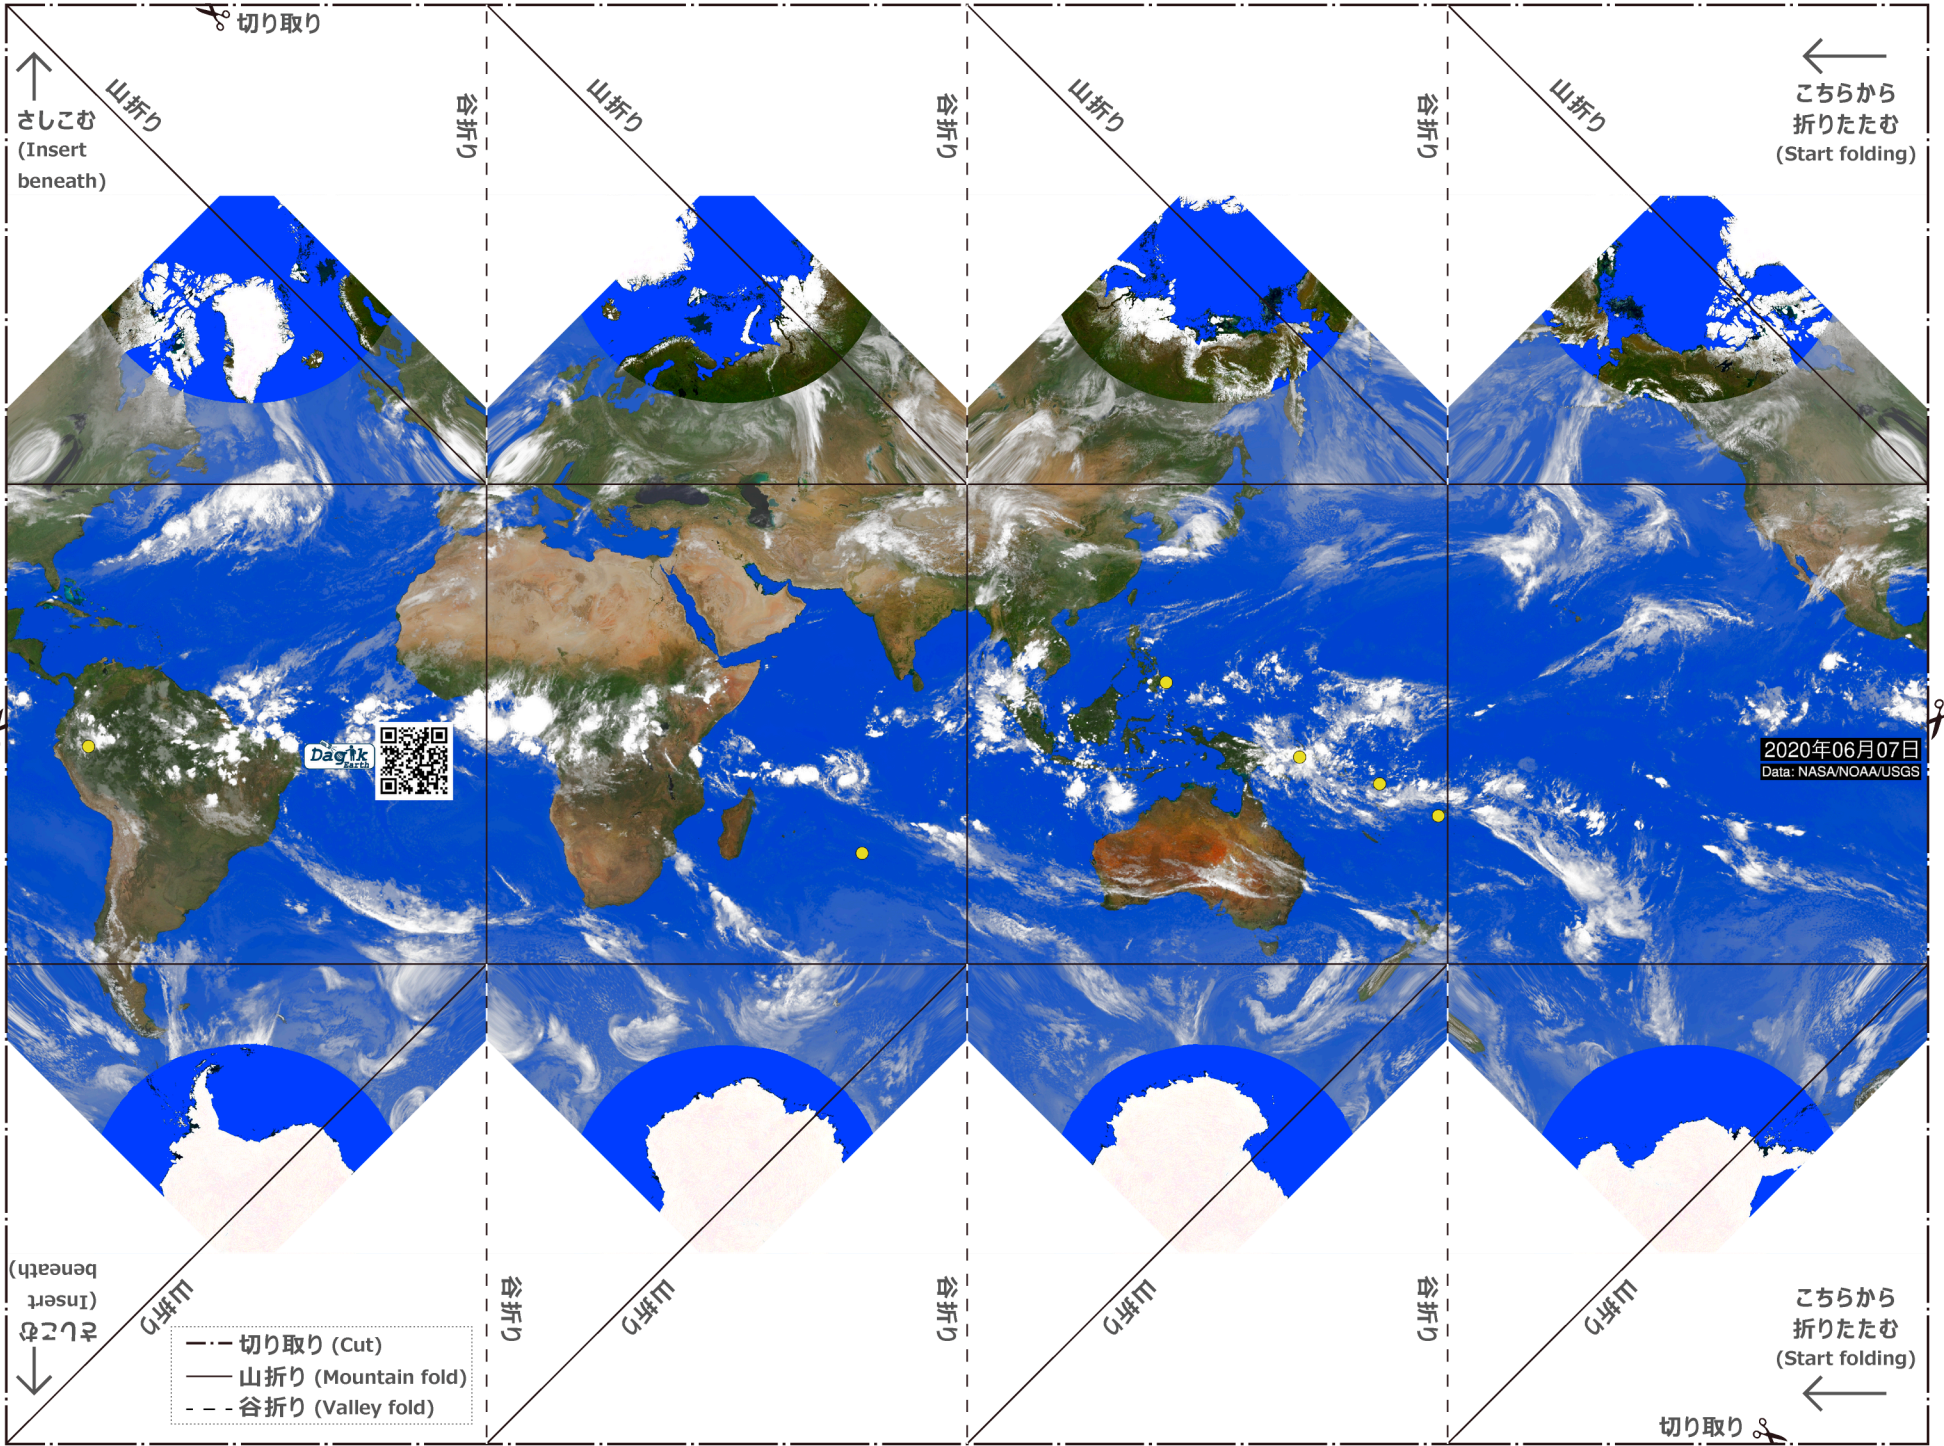 切り取り
山折り
谷折り
山折り
谷折り
山折り
谷折り
山折り
さしこむ
(Insert
beneath)
こちらから
折りたたむ
(Start folding)
Dagik
Earth
2020年06月07日
Data: NASA/NOAA/USGS
さしこむ
(Insert
beneath)
山折り
谷折り
山折り
谷折り
山折り
谷折り
山折り
こちらから
折りたたむ
(Start folding)
切り取り (Cut)
山折り (Mountain fold)
谷折り (Valley fold)
切り取り